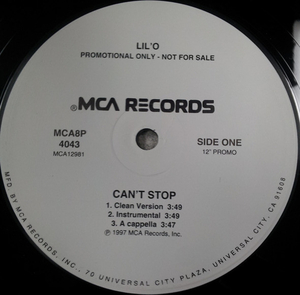 LIL'O
PROMOTIONAL ONLY - NOT FOR SALE
®MCA RECORDS
MCA8P
4043
MCA12981
SIDE ONE
12" PROMO
CAN'T STOP
1. Clean Version 3:49
2. Instrumental 3:49
3. A cappella 3:47
℗ 1997 MCA Records, Inc.
MFD. BY MCA RECORDS, INC., 70 UNIVERSAL CITY PLAZA, UNIVERSAL CITY, CA 91608